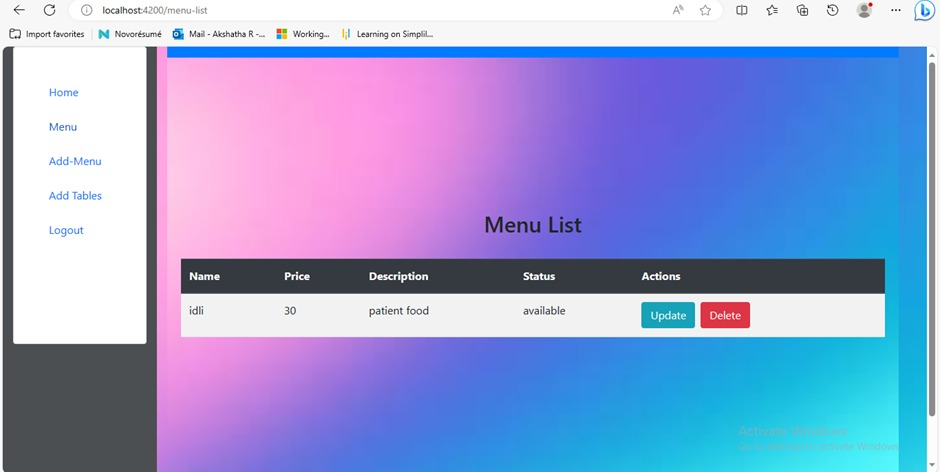 localhost:4200/menu-list
Import favorites
Novorésumé
Mail - Akshatha R -...
Working...
Learning on Simplil...
Home
Menu
Add-Menu
Add Tables
Logout
Menu List
Name Price Description Status Actions
idli 30 patient food available Update Delete
Activate Windows